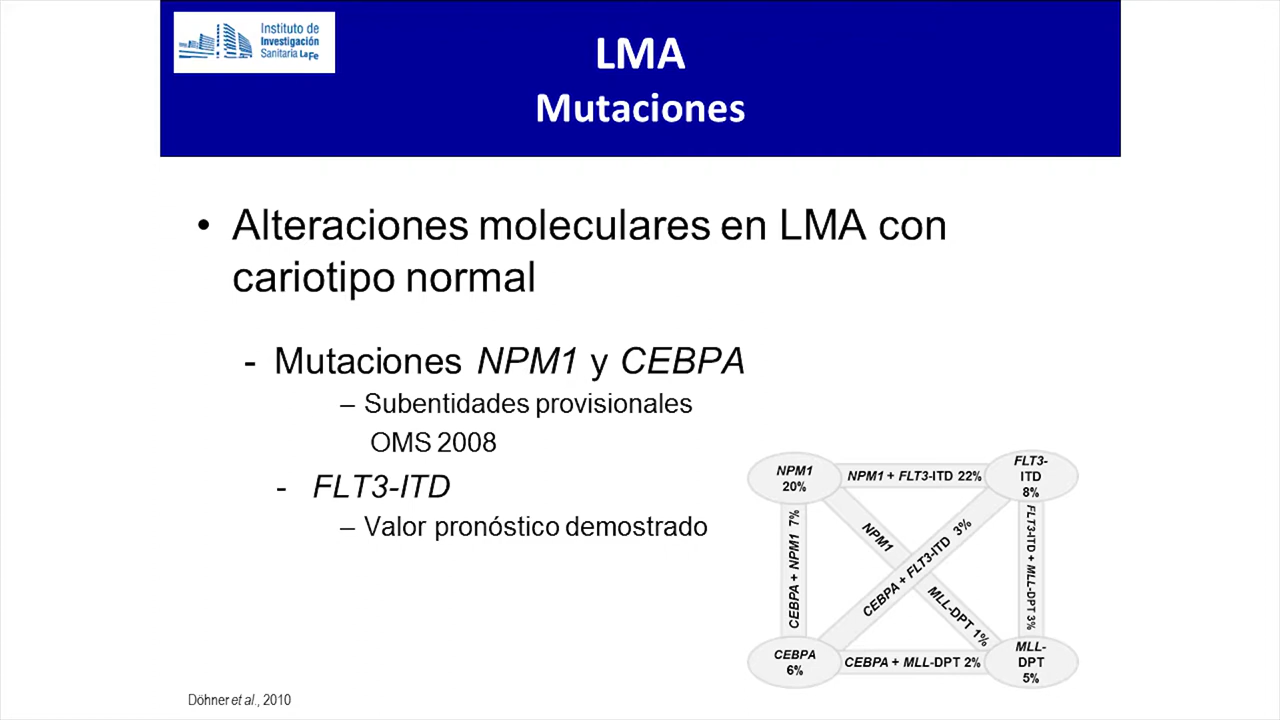 Instituto de
Investigación
Sanitaria LaFe
LMA
Mutaciones
• Alteraciones moleculares en LMA con
cariotipo normal
- Mutaciones NPM1 y CEBPA
– Subentidades provisionales
OMS 2008
- FLT3-ITD
– Valor pronóstico demostrado
NPM1
20%
NPM1 + FLT3-ITD 22%
FLT3-
ITD
8%
CEBPA + NPM1 7%
NPM1
MLL-DPT 1%
CEBPA + FLT3-ITD 3%
FLT3-ITD + MLL-DPT 3%
CEBPA
6%
CEBPA + MLL-DPT 2%
MLL-
DPT
5%
Döhner et al., 2010